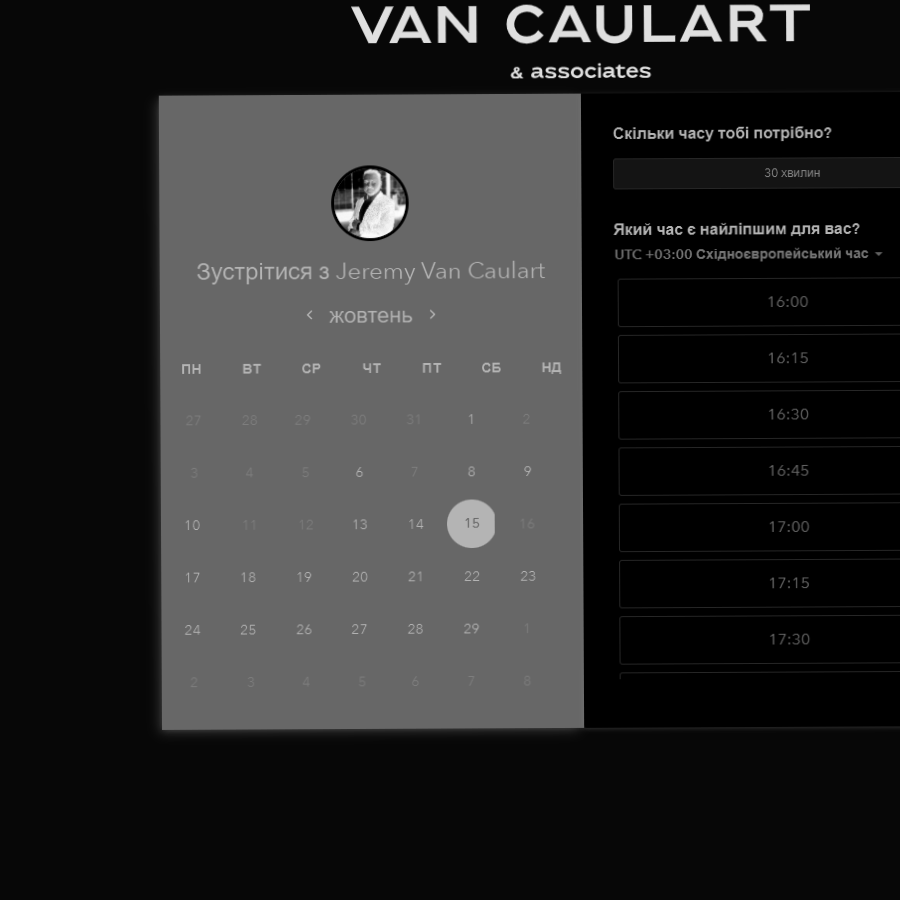 VAN CAULART
& associates
Зустрітися з Jeremy Van Caulart
жовтень
ПН ВТ СР ЧТ ПТ СБ НД
27 28 29 30 31 1 2
3 4 5 6 7 8 9
10 11 12 13 14 15 16
17 18 19 20 21 22 23
24 25 26 27 28 29 1
2 3 4 5 6 7 8
Скільки часу тобі потрібно?
30 хвилин
Який час є найліпшим для вас?
UTC +03:00 Східноєвропейський час
16:00
16:15
16:30
16:45
17:00
17:15
17:30